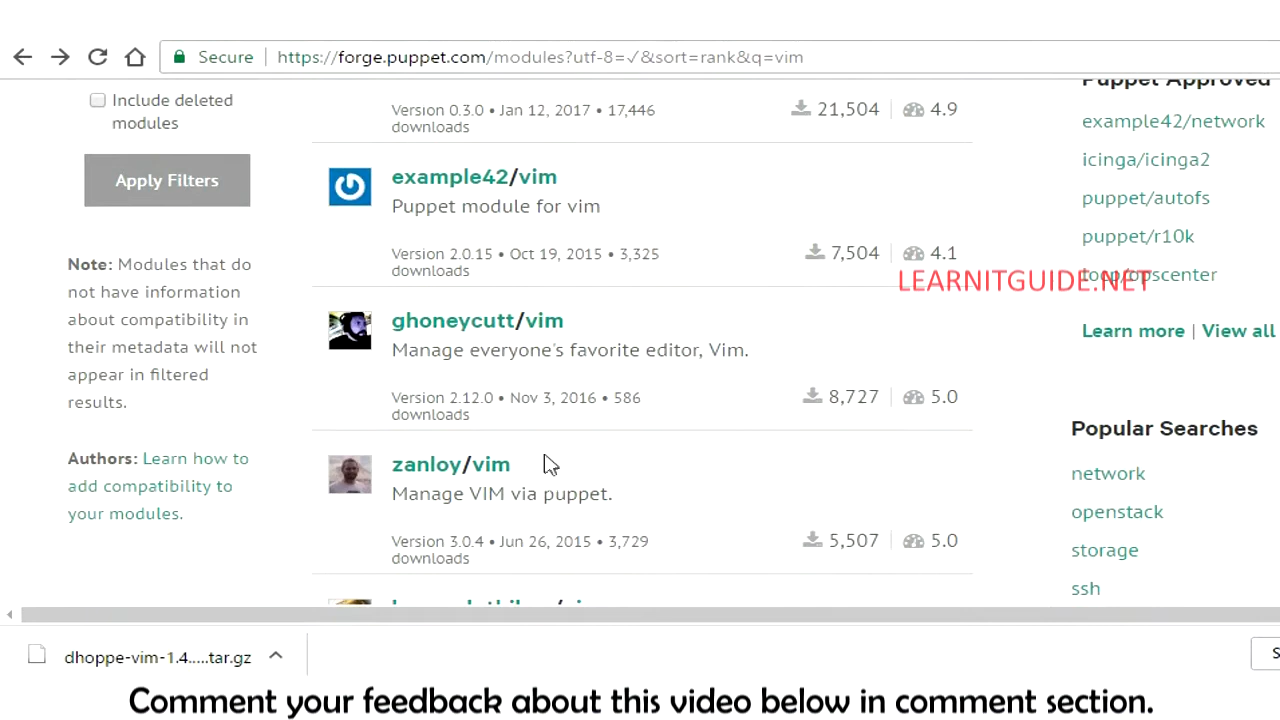 Secure
https://forge.puppet.com/modules?utf-8=✓&sort=rank&q=vim
Include deleted
modules
Apply Filters
Note: Modules that do
not have information
about compatibility in
their metadata will not
appear in filtered
results.
Authors: Learn how to
add compatibility to
your modules.
Version 0.3.0 • Jan 12, 2017 • 17,446
downloads
21,504
4.9
example42/vim
Puppet module for vim
Version 2.0.15 • Oct 19, 2015 • 3,325
downloads
7,504
4.1
ghoneycutt/vim
Manage everyone's favorite editor, Vim.
Version 2.12.0 • Nov 3, 2016 • 586
downloads
8,727
5.0
zanloy/vim
Manage VIM via puppet.
Version 3.0.4 • Jun 26, 2015 • 3,729
downloads
5,507
5.0
Puppet Approved
example42/network
icinga/icinga2
puppet/autofs
puppet/r10k
LEARNITGUIDE.NET
Learn more | View all
Popular Searches
network
openstack
storage
ssh
dhoppe-vim-1.4.....tar.gz
Comment your feedback about this video below in comment section.